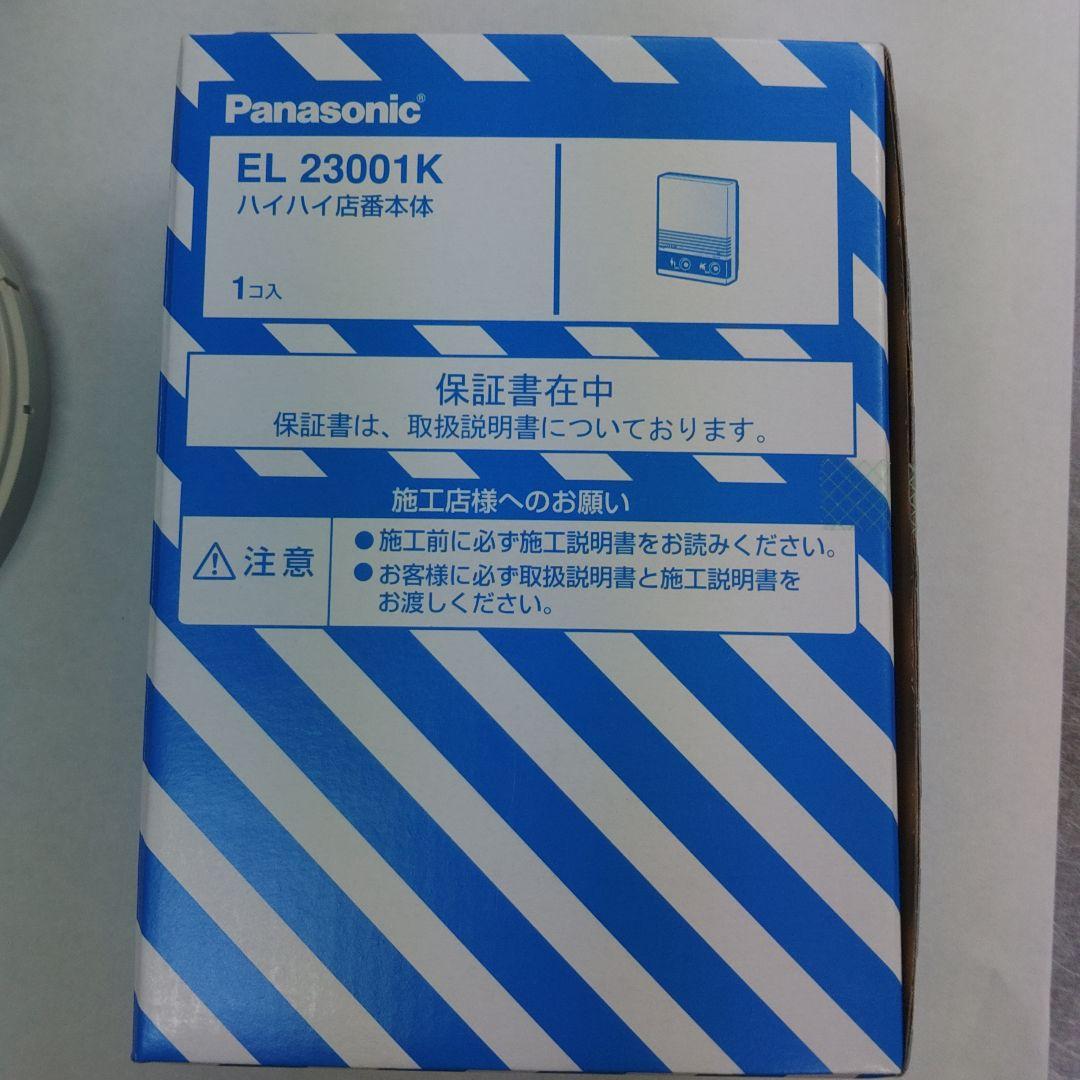 Panasonic®
EL 23001K
ハイハイ店番本体
1コ入
保証書在中
保証書は、取扱説明書についております。
施工店様へのお願い
注意
●施工前に必ず施工説明書をお読みください。
●お客様に必ず取扱説明書と施工説明書を
お渡しください。